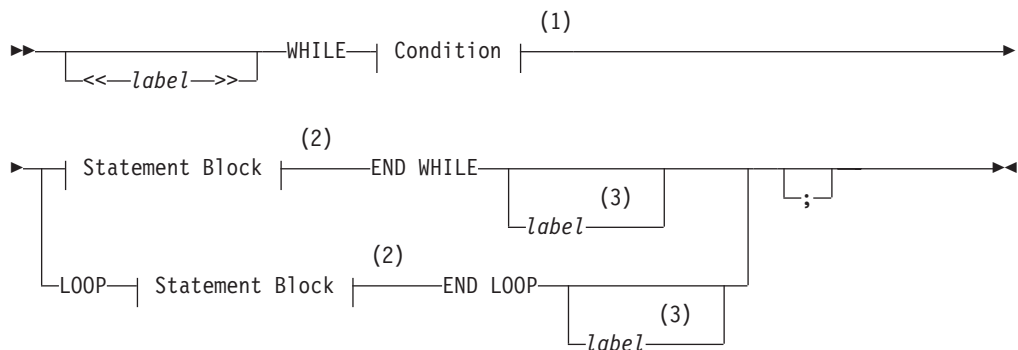 (1)
WHILE Condition
<< label >>
(2)
Statement Block END WHILE
(3)
label
;
(2)
LOOP Statement Block END LOOP
(3)
label